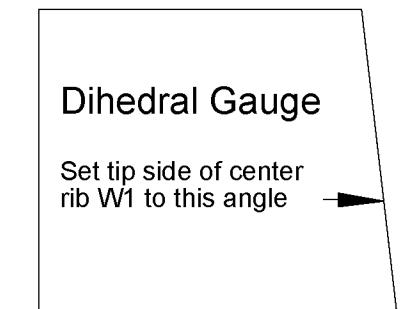 Dihedral Gauge
Set tip side of center
rib W1 to this angle